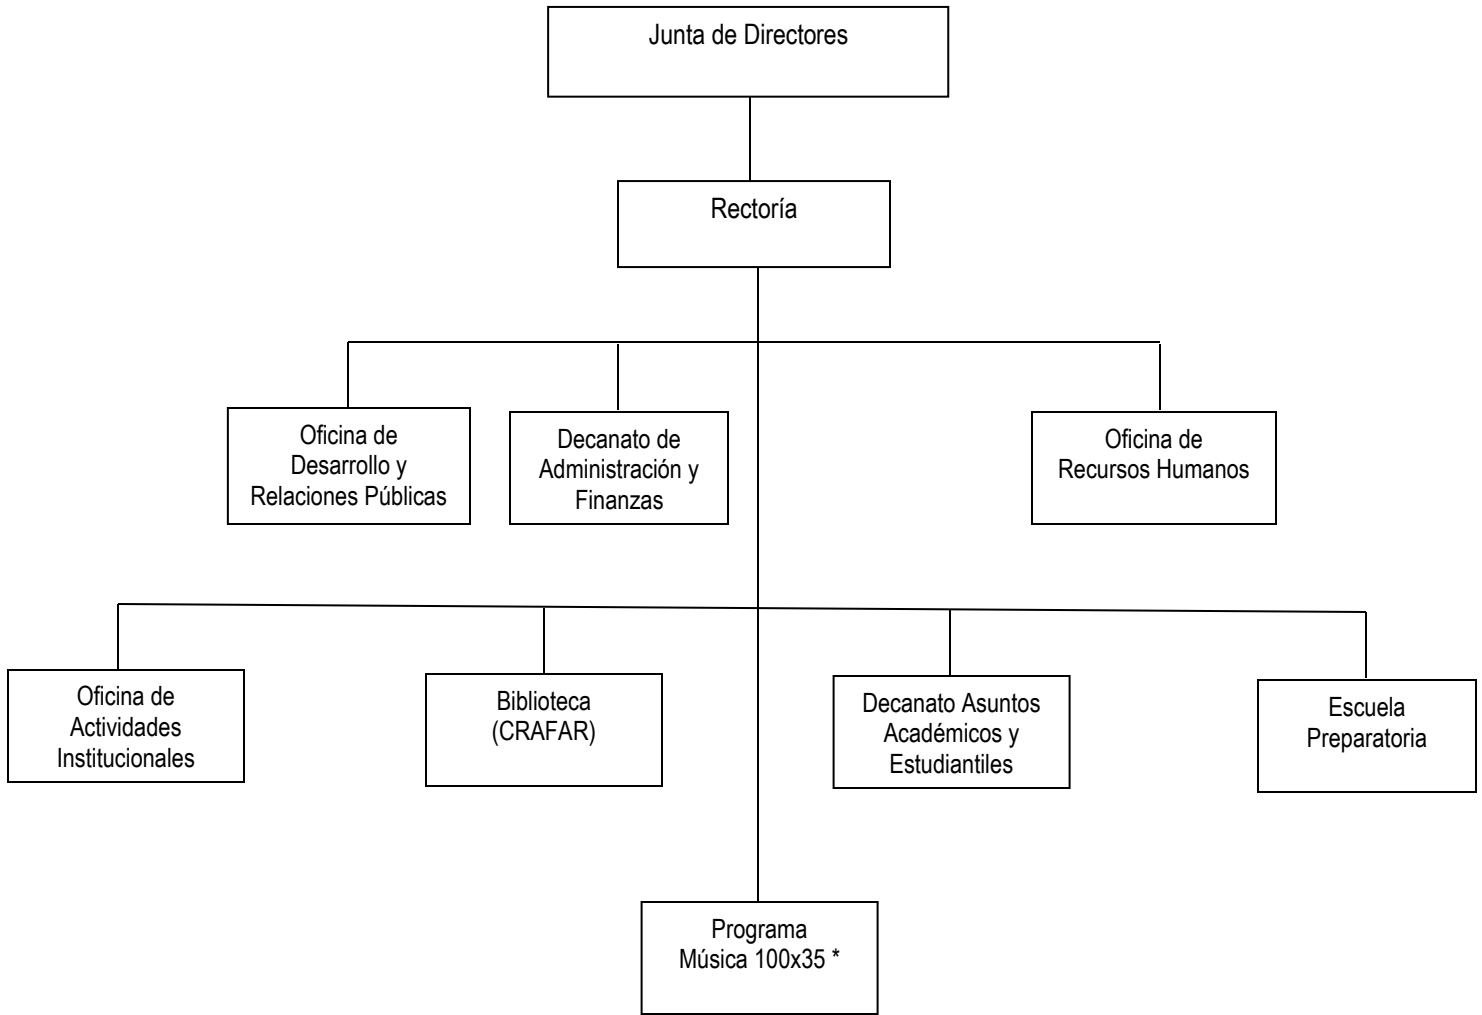 Junta de Directores
Rectoría
Oficina de
Desarrollo y
Relaciones Públicas
Decanato de
Administración y
Finanzas
Oficina de
Recursos Humanos
Oficina de
Actividades
Institucionales
Biblioteca
(CRAFAR)
Decanato Asuntos
Académicos y
Estudiantiles
Escuela
Preparatoria
Programa
Música 100x35 *